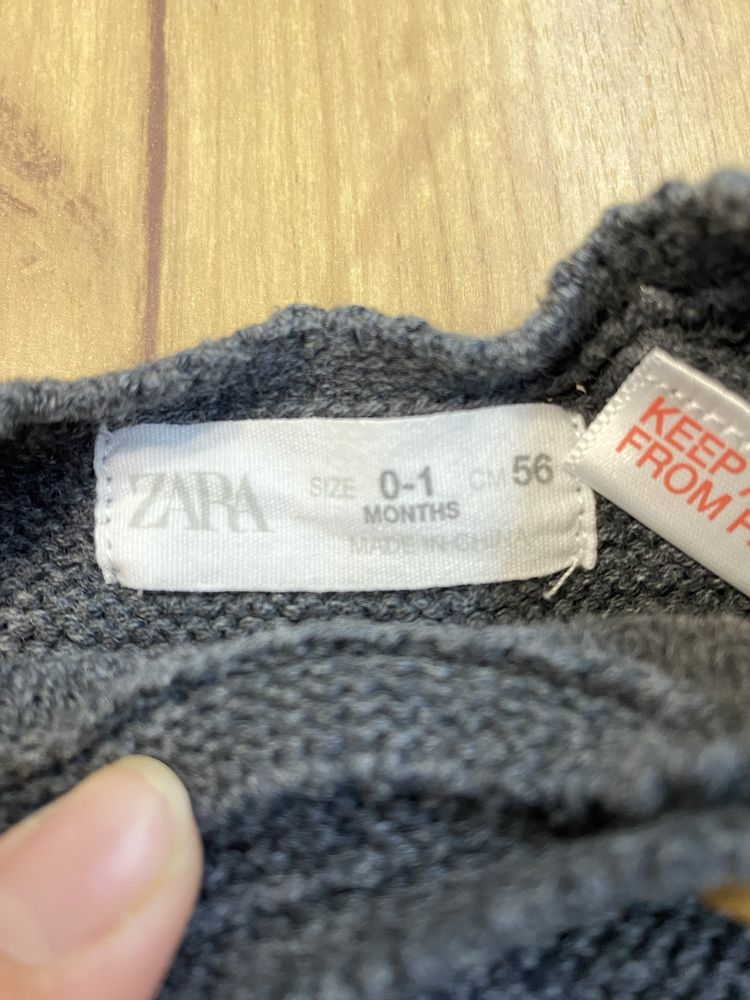 ZARA
SIZE 0-1 CM 56
MONTHS
MADE IN CHINA
KEEP
FROM